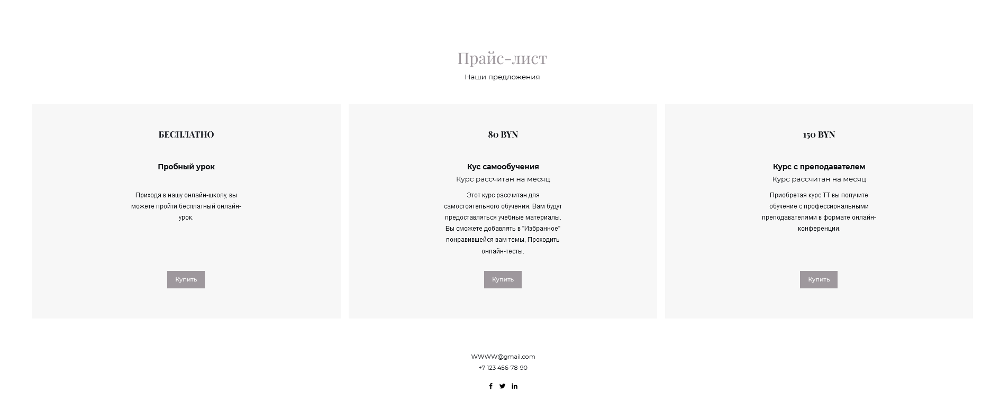 Прайс-лист
Наши предложения
БЕСПЛАТНО
Пробный урок
Приходя в нашу онлайн-школу, вы
можете пройти бесплатный онлайн-
урок.
Купить
80 BYN
Кус самообучения
Курс рассчитан на месяц
Этот курс рассчитан для
самостоятельного обучения. Вам будут
предоставляться учебные материалы.
Вы сможете добавлять в "Избранное"
понравившейся вам темы, Проходить
онлайн-тесты.
Купить
150 BYN
Курс с преподавателем
Курс рассчитан на месяц
Приобретая курс ТТ вы получите
обучение с профессиональными
преподавателями в формате онлайн-
конференции.
Купить
WWWW@gmail.com
+7 123 456-78-90